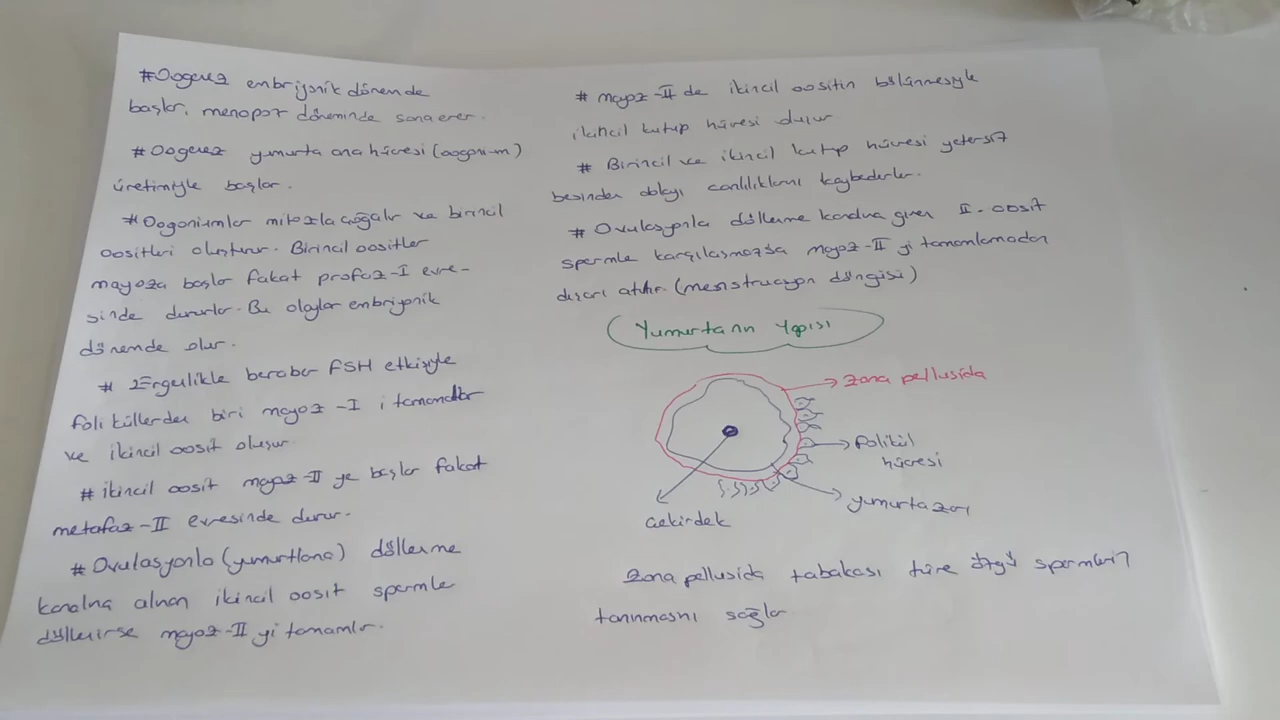 #Oogenez embriyonik dönemde
başlar, menopoz döneminde sona erer.
#Oogenez yumurta ana hücresi (oogonium)
üretimiyle başlar.
#Oogoniumlar mitozla çoğalır ve birincil
oositleri oluşturur. Birincil oositler
mayoza başlar fakat profaz-I evre-
sinde dururlar. Bu olaylar embriyonik
dönemde olur.
# Ergenlikle beraber FSH etkisiyle
foliküllerden biri mayoz-I i tamamlar
ve ikincil oosit oluşur.
# ikincil oosit mayoz-II ye başlar fakat
metafaz-II evresinde durur.
#Ovulasyonla (yumurtlama) dölleme
kanalına alınan ikincil oosit spermle
döllenirse mayoz-II yi tamamlar.
# mayoz-II de ikincil oositin bölünmesiyle
ikincil kutup hücresi oluşur
# Birincil ve ikincil kutup hücresi yetersiz
besinden dolayı canlılıklarını kaybederler.
# Ovulasyonla döllenme kanalına giren II. oosit
spermle karşılaşmazsa mayoz-II yi tamamlamadan
dışarı atılır. (menstruasyon döngüsü)
Yumurtanın Yapısı
zona pellusida
folikül
hücresi
yumurta zarı
çekirdek
Zona pellusida tabakası türe özgü spermlerin
tanınmasını sağlar